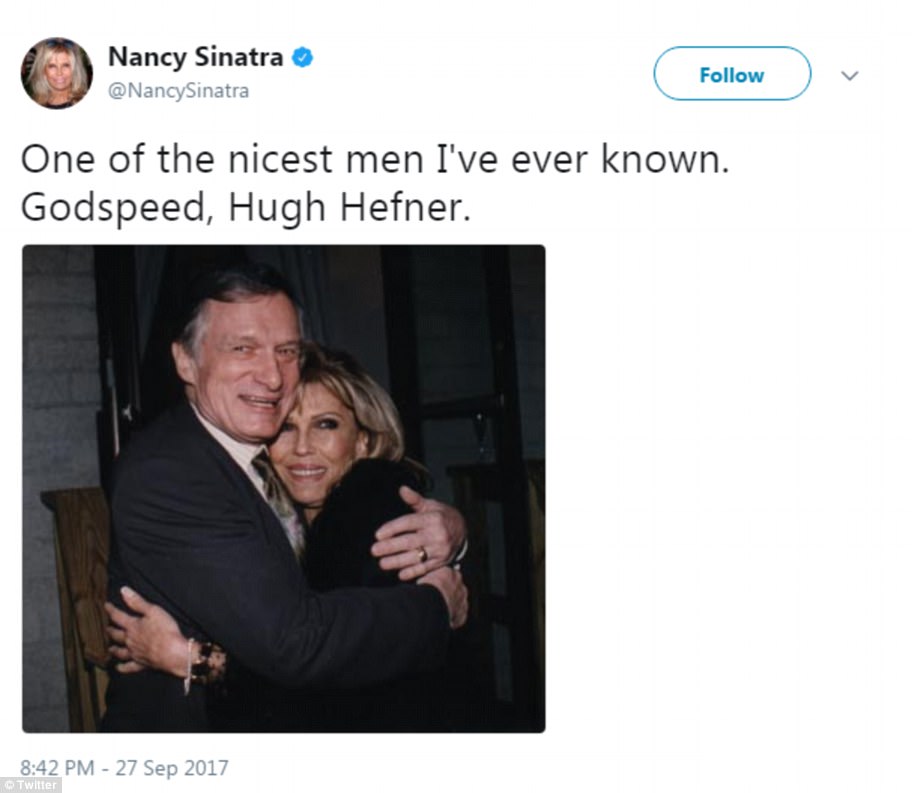 Nancy Sinatra
@NancySinatra
Follow
One of the nicest men I've ever known.
Godspeed, Hugh Hefner.
8:42 PM - 27 Sep 2017
© Twitter